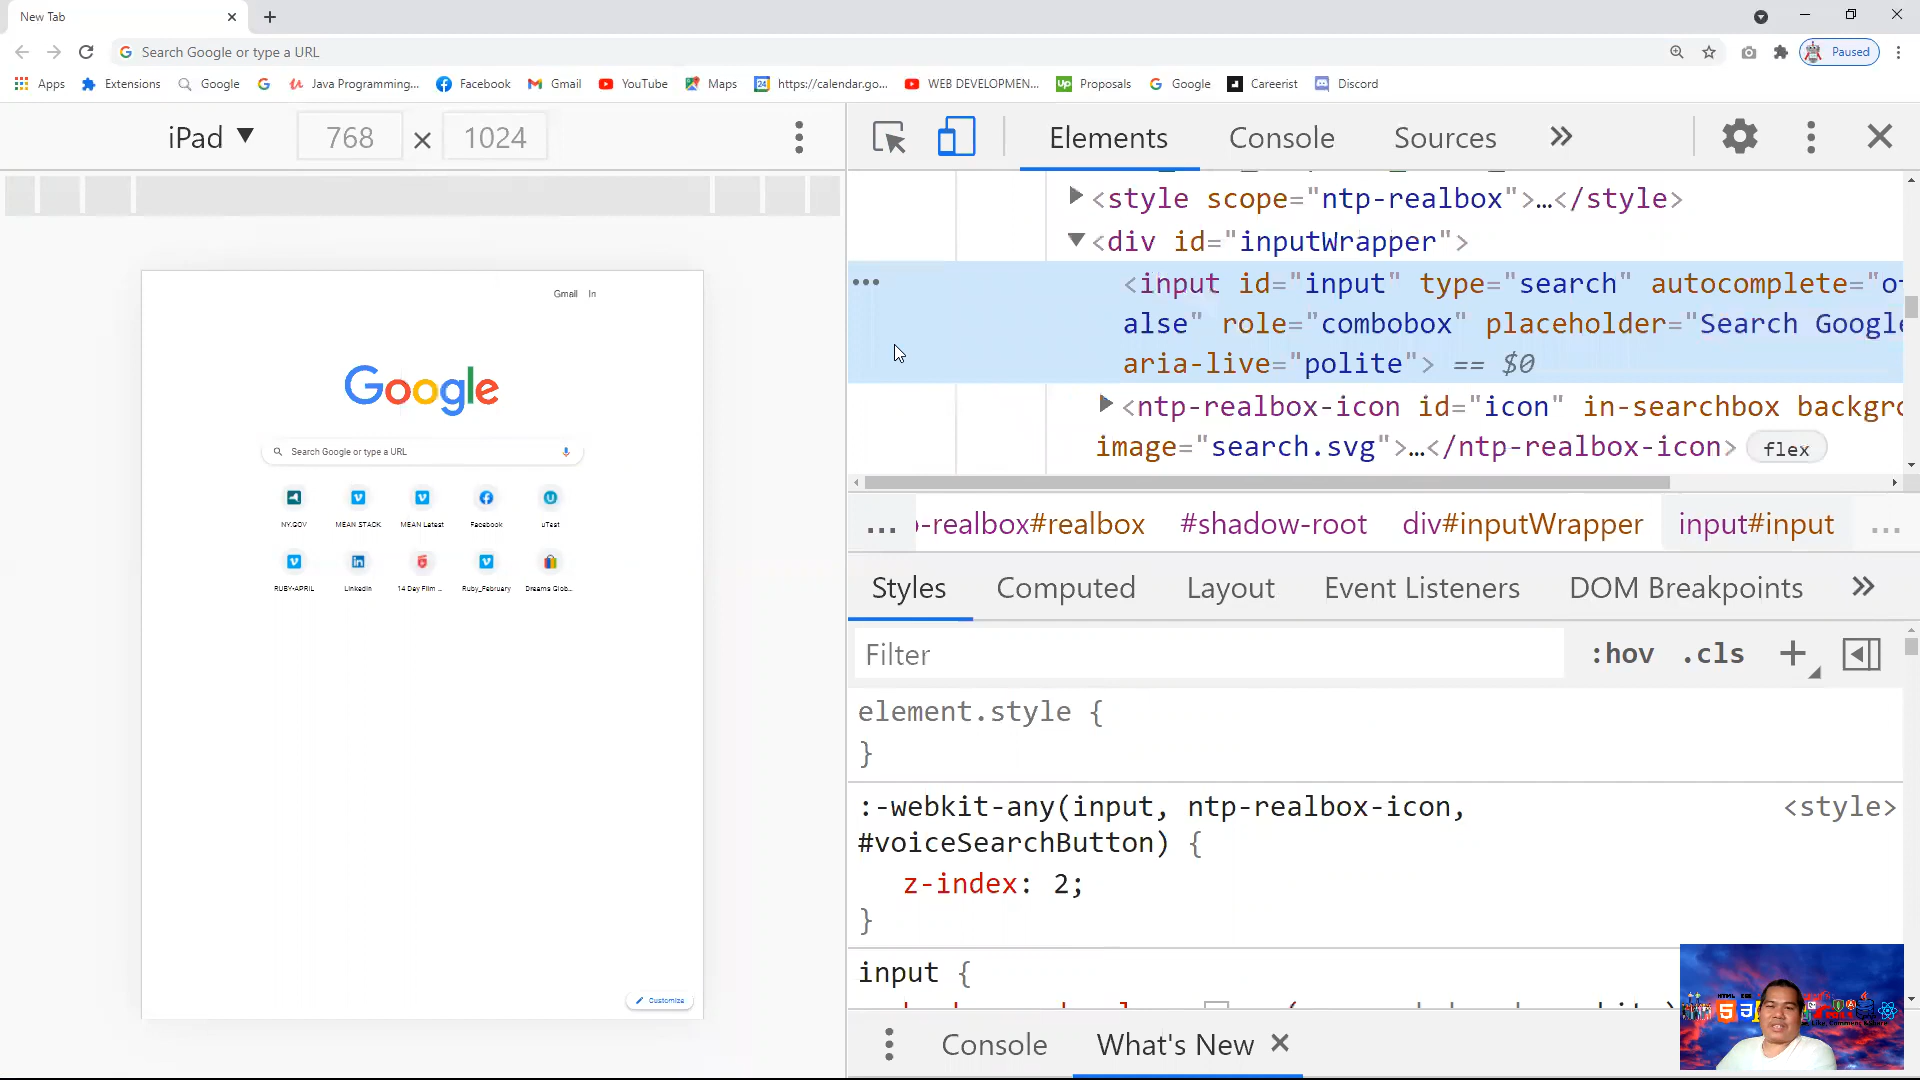 New Tab
Search Google or type a URL
Paused
Apps Extensions Google Java Programming... Facebook Gmail YouTube Maps https://calendar.go... WEB DEVELOPMEN... Proposals Google Careerist Discord
iPad 768 × 1024
Elements Console Sources
<style scope="ntp-realbox">…</style>
<div id="inputWrapper">
<input id="input" type="search" autocomplete="o
alse" role="combobox" placeholder="Search Google
aria-live="polite"> == $0
<ntp-realbox-icon id="icon" in-searchbox backgro
image="search.svg">…</ntp-realbox-icon> flex
... -realbox#realbox #shadow-root div#inputWrapper input#input ...
Styles Computed Layout Event Listeners DOM Breakpoints
Filter
:hov .cls
element.style {
}
:-webkit-any(input, ntp-realbox-icon, <style>
#voiceSearchButton) {
z-index: 2;
}
input {
Console What's New
Gmail
Google
Search Google or type a URL
NY.GOV MEAN STACK MEAN Latest Facebook uTest
RUBY-APRIL LinkedIn 14 Day Film ... Ruby_February Dreams Glob...
Customize